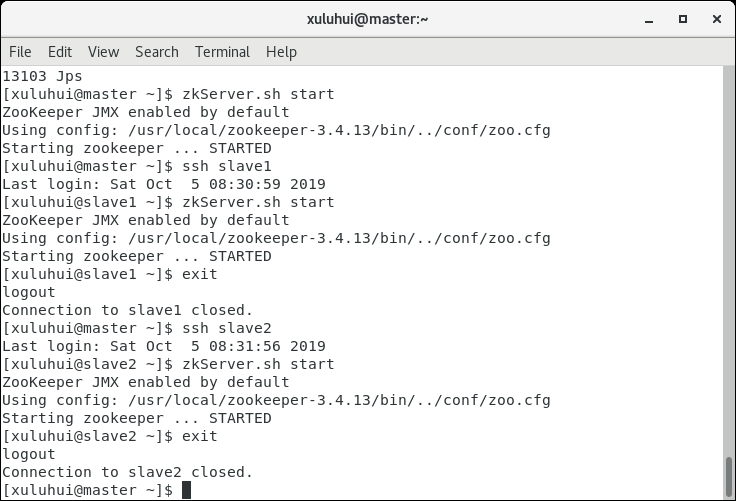 xuluhui@master:~
File Edit View Search Terminal Help
13103 Jps
[xuluhui@master ~]$ zkServer.sh start
ZooKeeper JMX enabled by default
Using config: /usr/local/zookeeper-3.4.13/bin/../conf/zoo.cfg
Starting zookeeper ... STARTED
[xuluhui@master ~]$ ssh slave1
Last login: Sat Oct  5 08:30:59 2019
[xuluhui@slave1 ~]$ zkServer.sh start
ZooKeeper JMX enabled by default
Using config: /usr/local/zookeeper-3.4.13/bin/../conf/zoo.cfg
Starting zookeeper ... STARTED
[xuluhui@slave1 ~]$ exit
logout
Connection to slave1 closed.
[xuluhui@master ~]$ ssh slave2
Last login: Sat Oct  5 08:31:56 2019
[xuluhui@slave2 ~]$ zkServer.sh start
ZooKeeper JMX enabled by default
Using config: /usr/local/zookeeper-3.4.13/bin/../conf/zoo.cfg
Starting zookeeper ... STARTED
[xuluhui@slave2 ~]$ exit
logout
Connection to slave2 closed.
[xuluhui@master ~]$